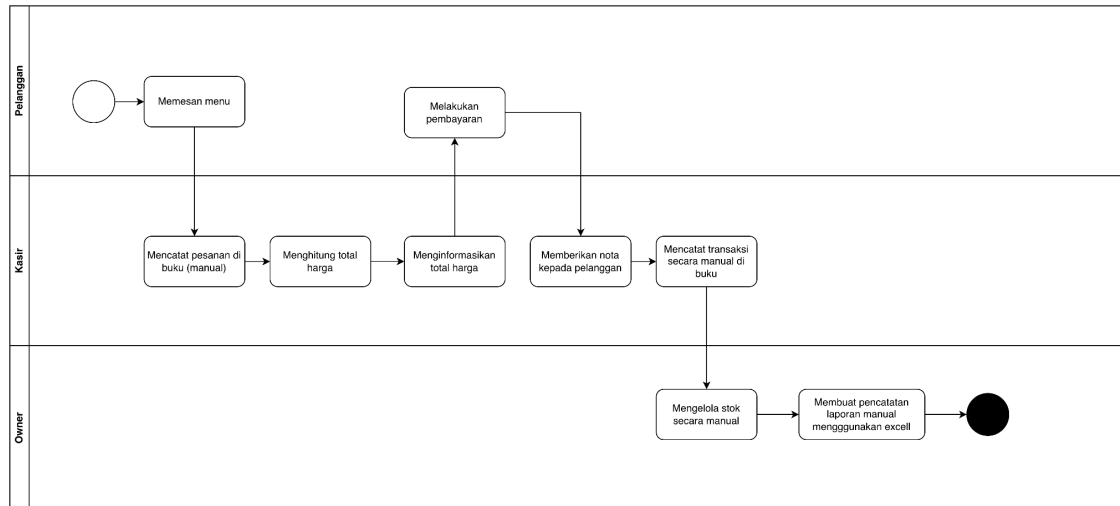 Pelanggan
Memesan menu
Melakukan
pembayaran
Kasir
Mencatat pesanan di
buku (manual)
Menghitung total
harga
Menginformasikan
total harga
Memberikan nota
kepada pelanggan
Mencatat transaksi
secara manual di
buku
Owner
Mengelola stok
secara manual
Membuat pencatatan
laporan manual
mengggunakan excell